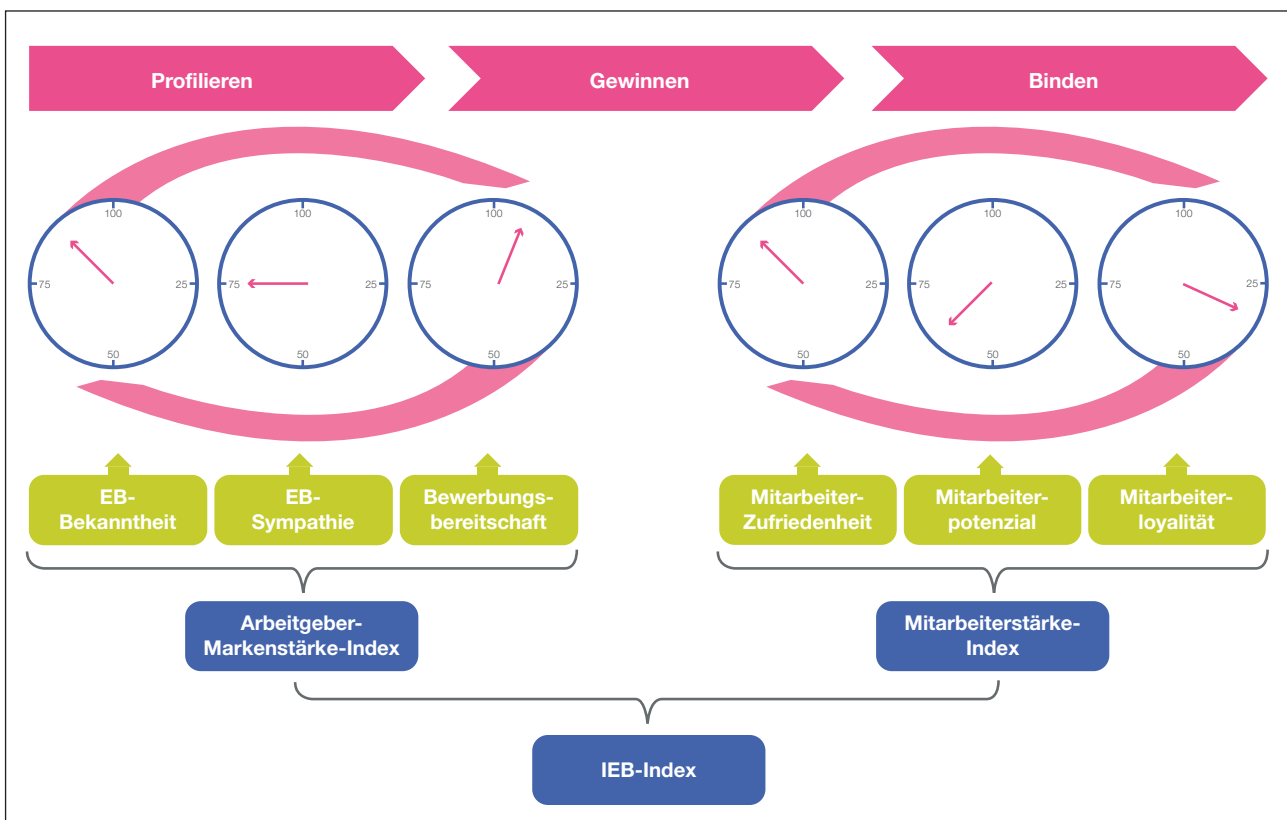 Profilieren
Gewinnen
Binden
100
75
25
50
100
75
25
50
100
75
25
50
100
75
25
50
100
75
25
50
100
75
25
50
EB-
Bekanntheit
EB-
Sympathie
Bewerbungs-
bereitschaft
Mitarbeiter-
Zufriedenheit
Mitarbeiter-
potenzial
Mitarbeiter-
loyalität
Arbeitgeber-
Markenstärke-Index
Mitarbeiterstärke-
Index
IEB-Index